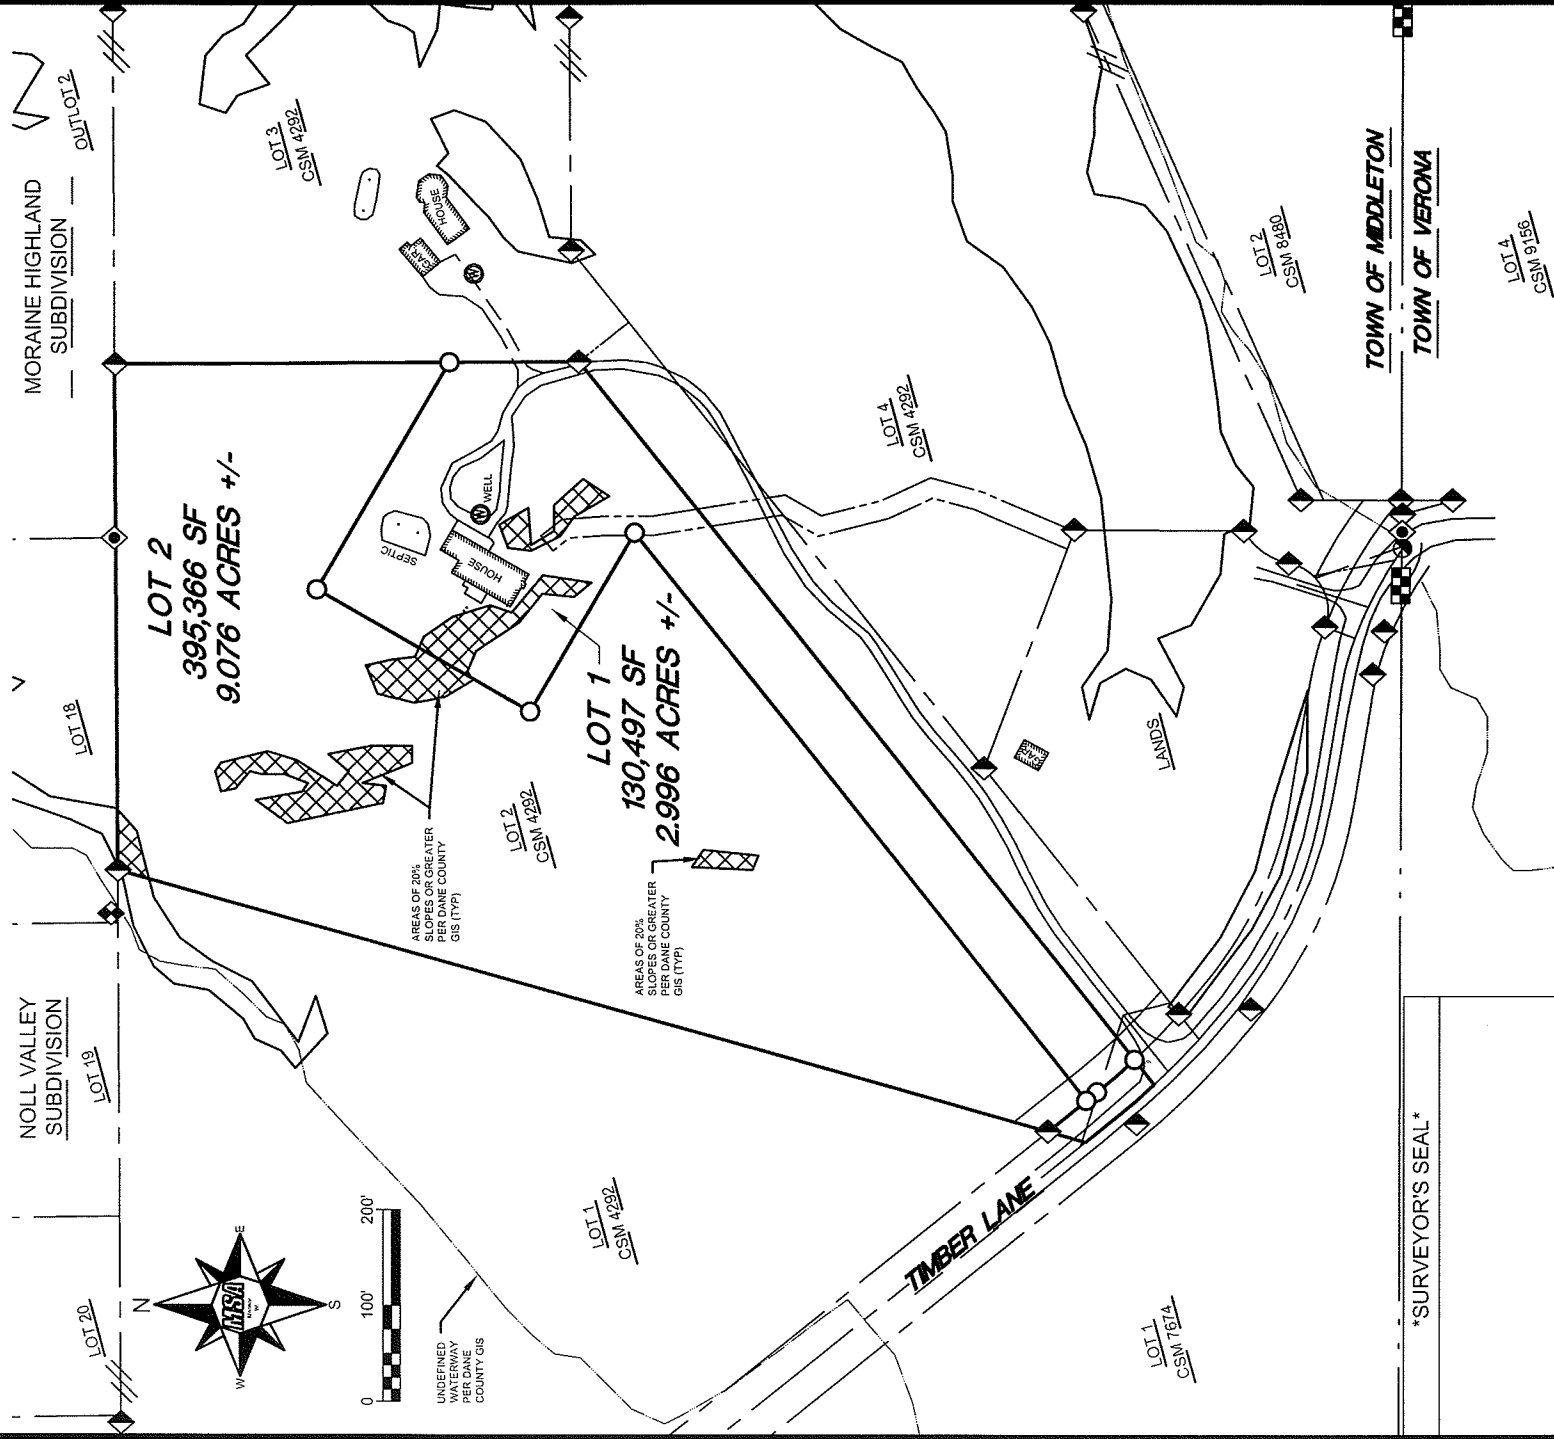 MORAINE HIGHLAND
SUBDIVISION
OUTLOT 2
LOT 3
CSM 4292
HOUSE
GAR
W
LOT 2
395,366 SF
9.076 ACRES +/-
LOT 18
SEPTIC
W WELL
HOUSE
LOT 1
130,497 SF
2.996 ACRES +/-
LOT 2
CSM 4292
AREAS OF 20%
SLOPES OR GREATER
PER DANE COUNTY
GIS (TYP)
AREAS OF 20%
SLOPES OR GREATER
PER DANE COUNTY
GIS (TYP)
LOT 4
CSM 4292
LOT 2
CSM 8480
TOWN OF MIDDLETON
TOWN OF VERONA
LOT 4
CSM 9156
LANDS
GAR
NOLL VALLEY
SUBDIVISION
LOT 19
LOT 20
N
E
S
W
MSA
0 100' 200'
UNDEFINED
WATERWAY
PER DANE
COUNTY GIS
LOT 1
CSM 4292
TIMBER LANE
LOT 1
CSM 7674
*SURVEYOR'S SEAL*